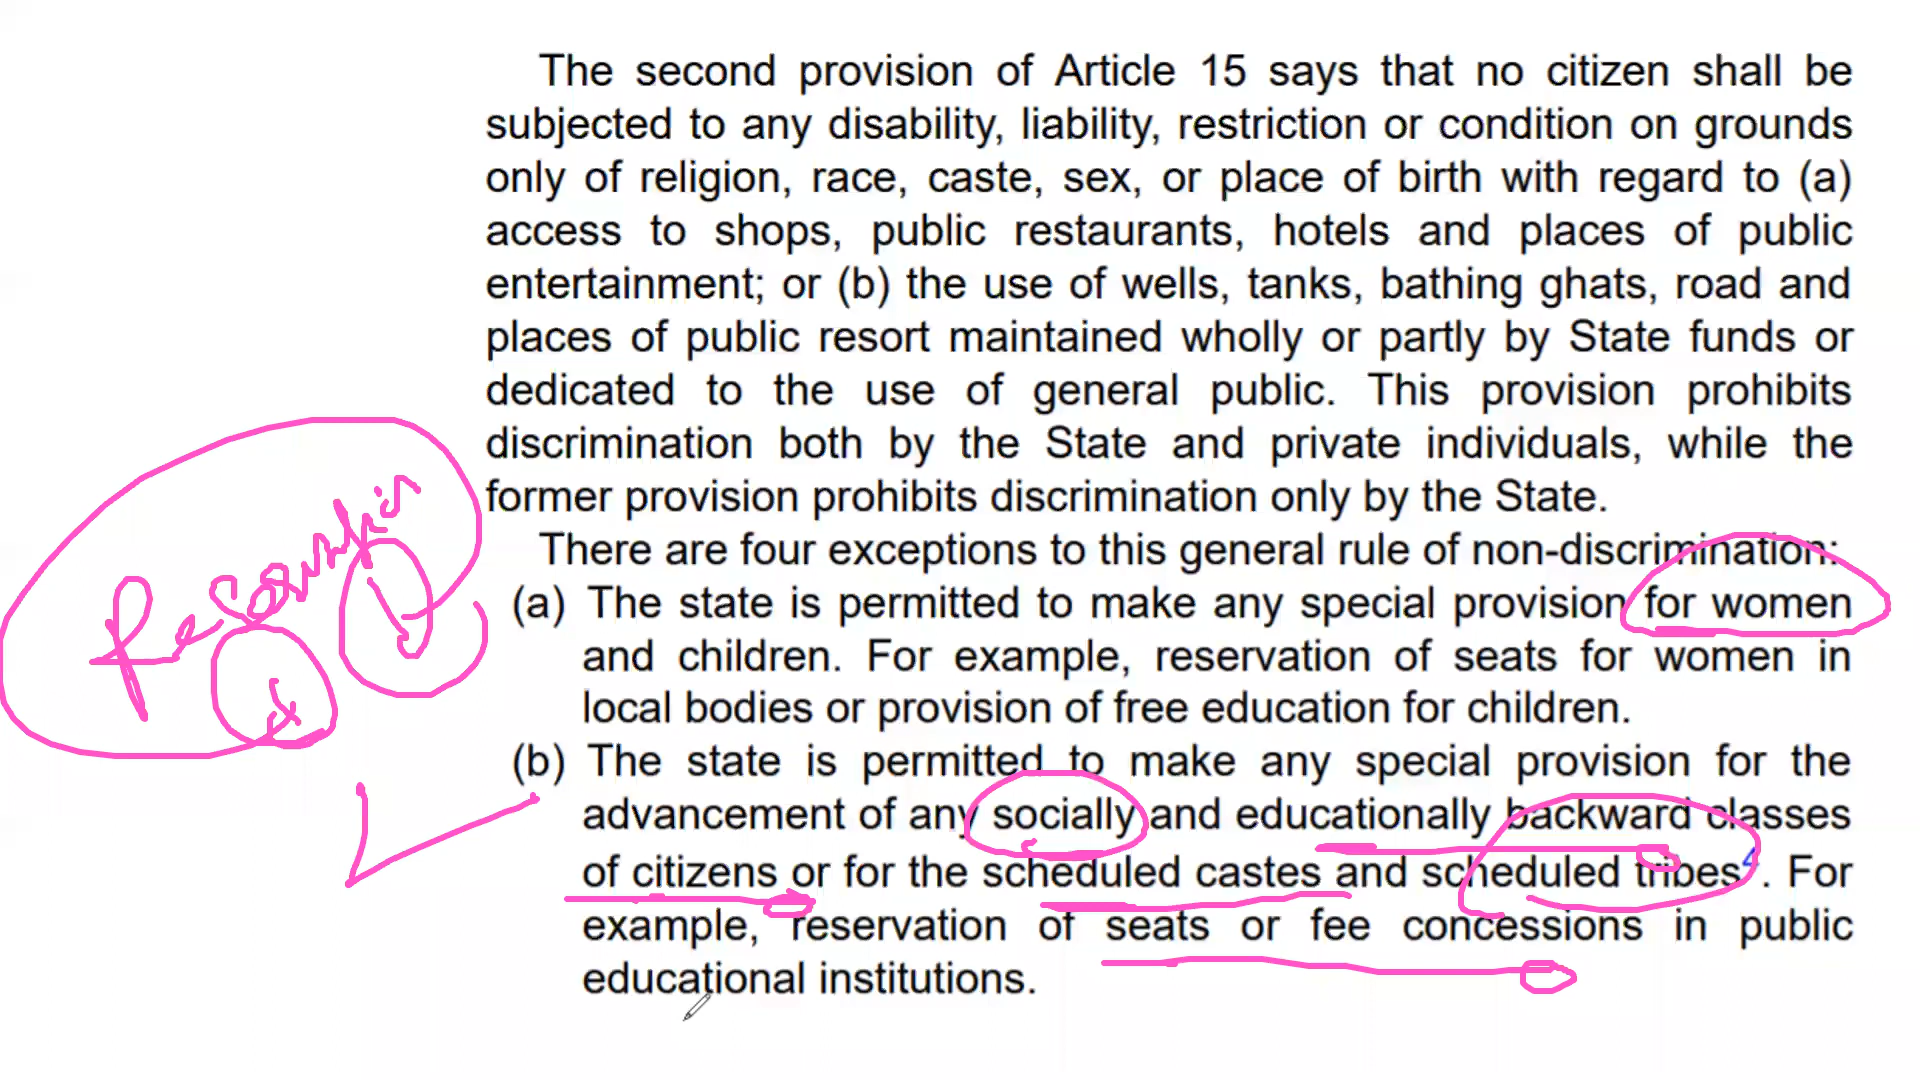 The second provision of Article 15 says that no citizen shall be
subjected to any disability, liability, restriction or condition on grounds
only of religion, race, caste, sex, or place of birth with regard to (a)
access to shops, public restaurants, hotels and places of public
entertainment; or (b) the use of wells, tanks, bathing ghats, road and
places of public resort maintained wholly or partly by State funds or
dedicated to the use of general public. This provision prohibits
discrimination both by the State and private individuals, while the
former provision prohibits discrimination only by the State.
There are four exceptions to this general rule of non-discrimination:
(a) The state is permitted to make any special provision for women
and children. For example, reservation of seats for women in
local bodies or provision of free education for children.
(b) The state is permitted to make any special provision for the
advancement of any socially and educationally backward classes
of citizens or for the scheduled castes and scheduled tribes4. For
example, reservation of seats or fee concessions in public
educational institutions.